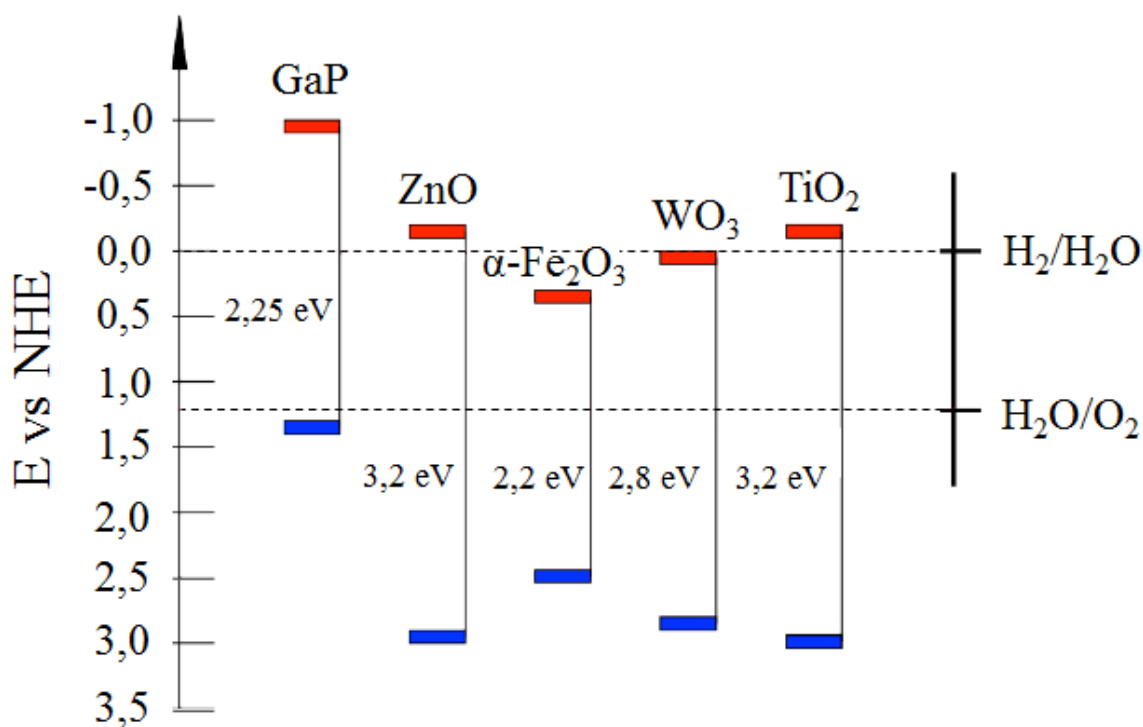 GaP
ZnO
α-Fe₂O₃
WO₃
TiO₂
-1,0
-0,5
0,0
0,5
1,0
1,5
2,0
2,5
3,0
3,5
E vs NHE
2,25 eV
3,2 eV
2,2 eV
2,8 eV
3,2 eV
H₂/H₂O
H₂O/O₂